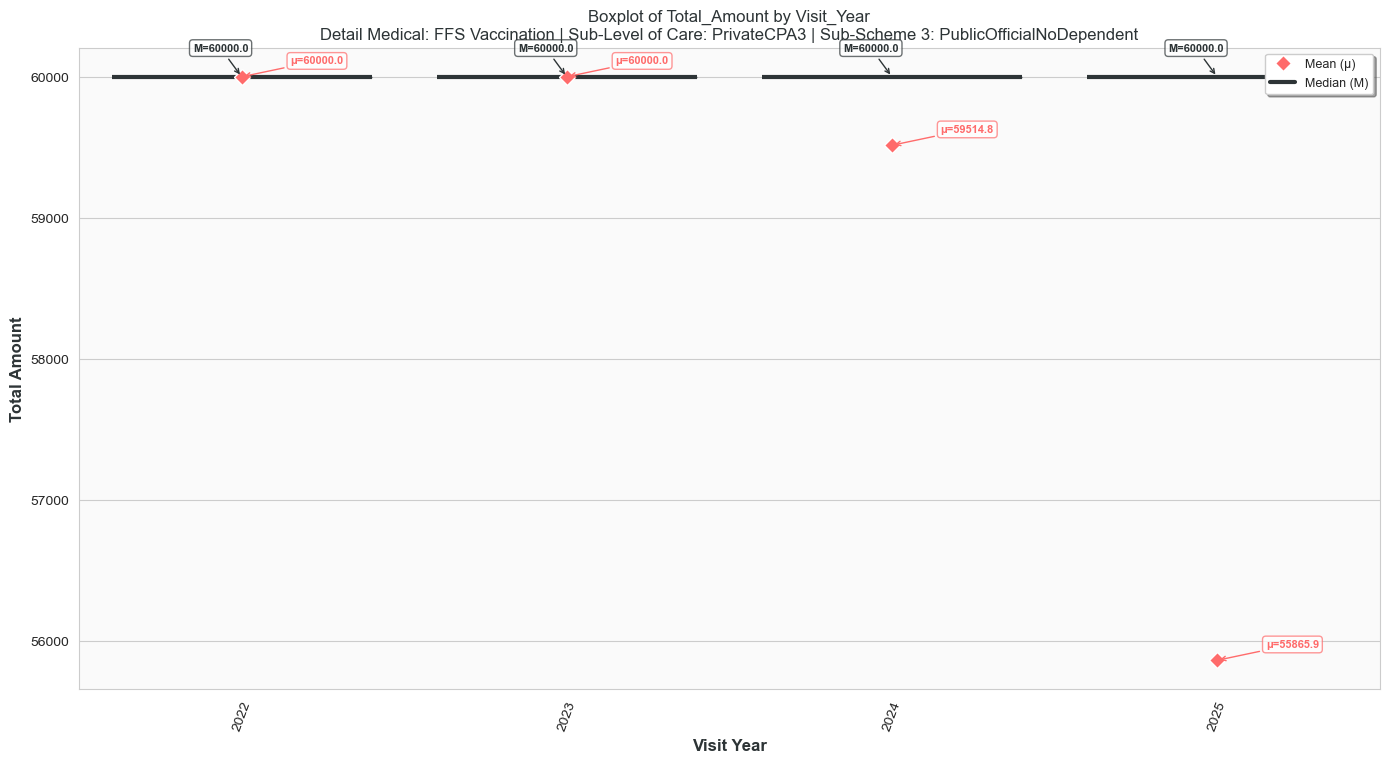 Boxplot of Total_Amount by Visit_Year
Detail Medical: FFS Vaccination | Sub-Level of Care: PrivateCPA3 | Sub-Scheme 3: PublicOfficialNoDependent
M=60000.0
M=60000.0
M=60000.0
M=60000.0
μ=60000.0
μ=60000.0
Mean (μ)
Median (M)
60000
μ=59514.8
59000
58000
57000
56000
μ=55865.9
Total Amount
2022
2023
2024
2025
Visit Year